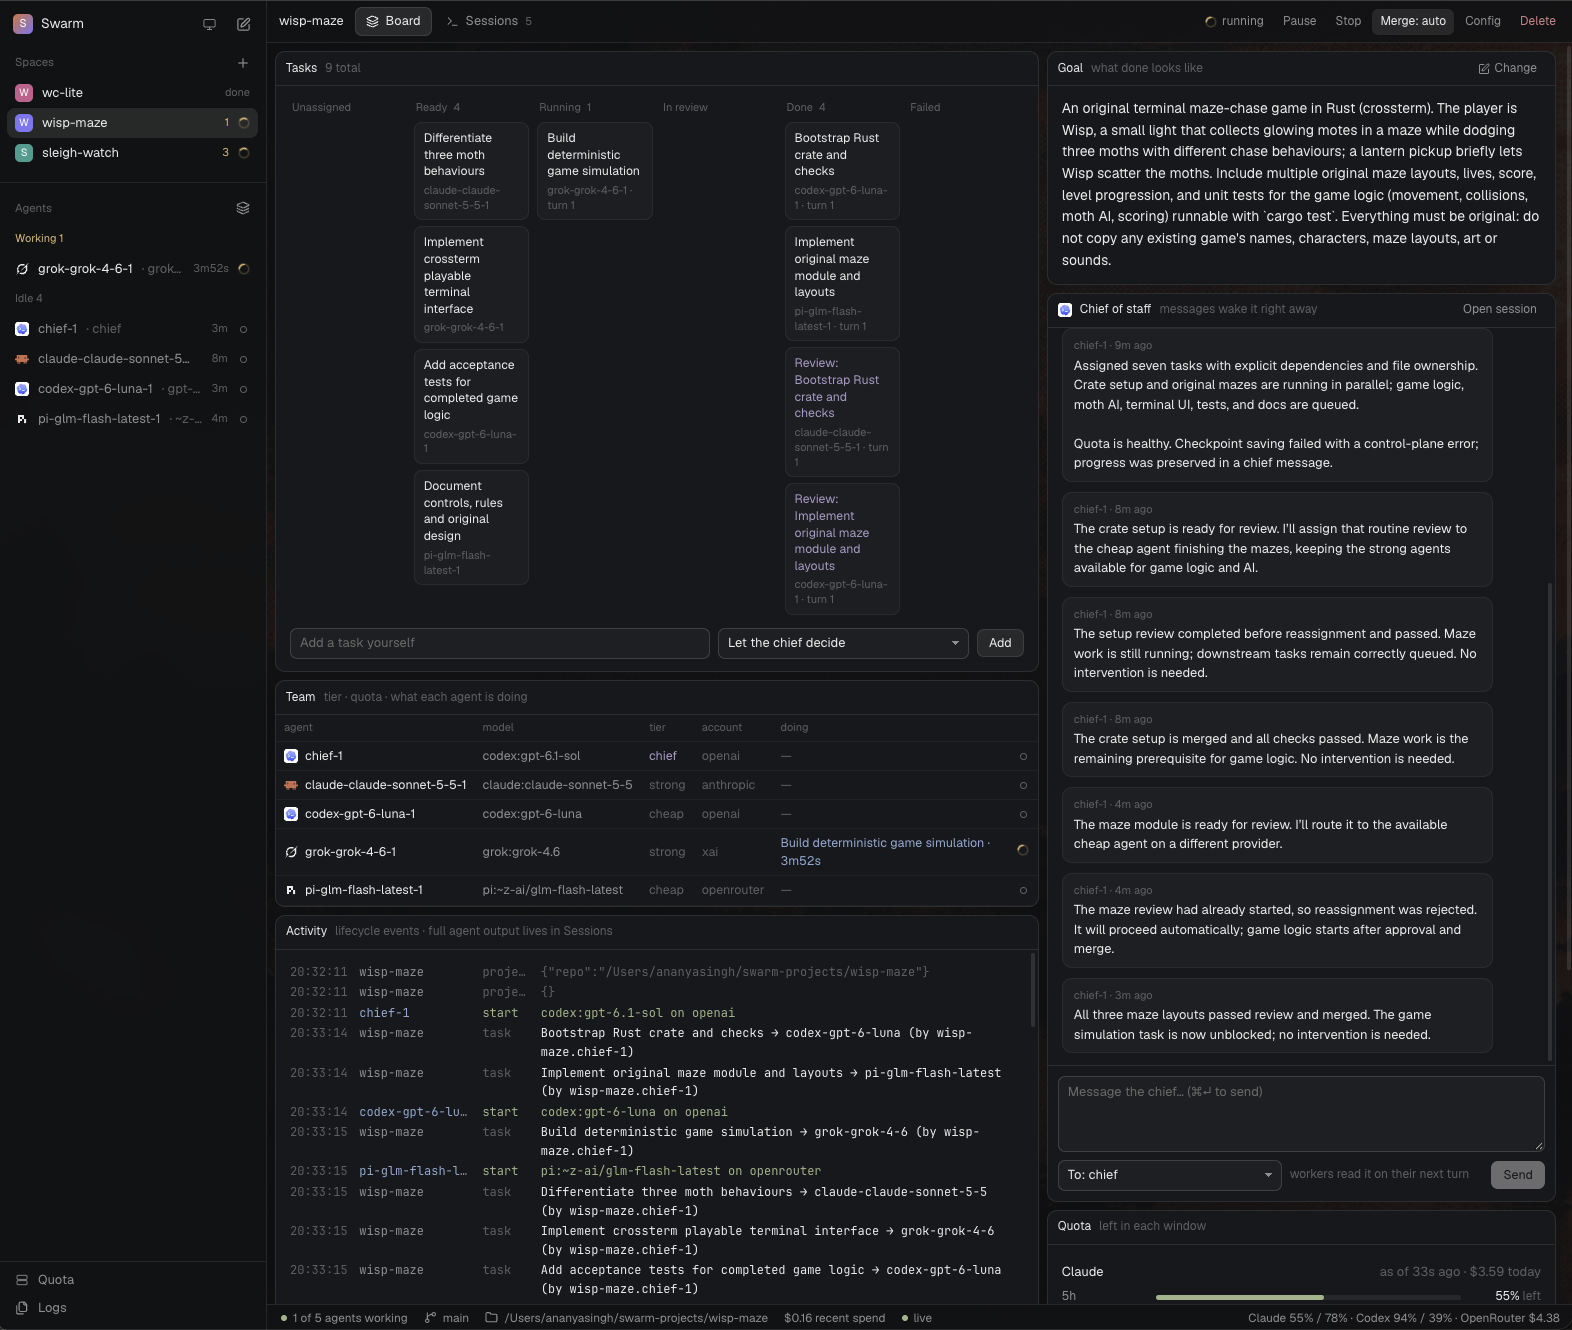 S Swarm
Spaces
W wc-lite done
W wisp-maze 1
S sleigh-watch 3
Agents
Working 1
grok-grok-4-6-1 · grok... 3m52s
Idle 4
chief-1 · chief 3m
claude-claude-sonnet-5... 8m
codex-gpt-6-luna-1 · gpt-... 3m
pi-glm-flash-latest-1 · ~z-... 4m
Quota
Logs
wisp-maze Board Sessions 5
running Pause Stop Merge: auto Config Delete
Tasks 9 total
Unassigned
Ready 4
Differentiate
three moth
behaviours
claude-claude-
sonnet-5-5-1
Implement
crossterm
playable
terminal
interface
grok-grok-4-6-1
Add acceptance
tests for
completed game
logic
codex-gpt-6-luna-
1
Document
controls, rules
and original
design
pi-glm-flash-
latest-1
Running 1
Build
deterministic
game simulation
grok-grok-4-6-1 ·
turn 1
In review
Done 4
Bootstrap Rust
crate and
checks
codex-gpt-6-luna-
1 · turn 1
Implement
original maze
module and
layouts
pi-glm-flash-
latest-1 · turn 1
Review:
Bootstrap Rust
crate and
checks
claude-claude-
sonnet-5-5-1 · turn
1
Review:
Implement
original maze
module and
layouts
codex-gpt-6-luna-
1 · turn 1
Failed
Add a task yourself Let the chief decide Add
Team tier · quota · what each agent is doing
agent model tier account doing
chief-1 codex:gpt-6.1-sol chief openai —
claude-claude-sonnet-5-5-1 claude:claude-sonnet-5-5 strong anthropic —
codex-gpt-6-luna-1 codex:gpt-6-luna cheap openai —
grok-grok-4-6-1 grok:grok-4.6 strong xai Build deterministic game simulation ·
3m52s
pi-glm-flash-latest-1 pi:~z-ai/glm-flash-latest cheap openrouter —
Activity lifecycle events · full agent output lives in Sessions
20:32:11 wisp-maze proje… {"repo":"/Users/ananyasingh/swarm-projects/wisp-maze"}
20:32:11 wisp-maze proje… {}
20:32:11 chief-1 start codex:gpt-6.1-sol on openai
20:33:14 wisp-maze task Bootstrap Rust crate and checks → codex-gpt-6-luna (by wisp-
maze.chief-1)
20:33:14 wisp-maze task Implement original maze module and layouts → pi-glm-flash-latest
(by wisp-maze.chief-1)
20:33:14 codex-gpt-6-lu… start codex:gpt-6-luna on openai
20:33:15 wisp-maze task Build deterministic game simulation → grok-grok-4-6 (by wisp-
maze.chief-1)
20:33:15 pi-glm-flash-l… start pi:~z-ai/glm-flash-latest on openrouter
20:33:15 wisp-maze task Differentiate three moth behaviours → claude-claude-sonnet-5-5
(by wisp-maze.chief-1)
20:33:15 wisp-maze task Implement crossterm playable terminal interface → grok-grok-4-6
(by wisp-maze.chief-1)
20:33:15 wisp-maze task Add acceptance tests for completed game logic → codex-gpt-6-luna
(by wisp-maze.chief-1)
Goal what done looks like Change
An original terminal maze-chase game in Rust (crossterm). The player is
Wisp, a small light that collects glowing motes in a maze while dodging
three moths with different chase behaviours; a lantern pickup briefly lets
Wisp scatter the moths. Include multiple original maze layouts, lives, score,
level progression, and unit tests for the game logic (movement, collisions,
moth AI, scoring) runnable with `cargo test`. Everything must be original: do
not copy any existing game's names, characters, maze layouts, art or
sounds.
Chief of staff messages wake it right away Open session
chief-1 · 9m ago
Assigned seven tasks with explicit dependencies and file ownership.
Crate setup and original mazes are running in parallel; game logic,
moth AI, terminal UI, tests, and docs are queued.
Quota is healthy. Checkpoint saving failed with a control-plane error;
progress was preserved in a chief message.
chief-1 · 8m ago
The crate setup is ready for review. I'll assign that routine review to
the cheap agent finishing the mazes, keeping the strong agents
available for game logic and AI.
chief-1 · 8m ago
The setup review completed before reassignment and passed. Maze
work is still running; downstream tasks remain correctly queued. No
intervention is needed.
chief-1 · 8m ago
The crate setup is merged and all checks passed. Maze work is the
remaining prerequisite for game logic. No intervention is needed.
chief-1 · 4m ago
The maze module is ready for review. I'll route it to the available
cheap agent on a different provider.
chief-1 · 4m ago
The maze review had already started, so reassignment was rejected.
It will proceed automatically; game logic starts after approval and
merge.
chief-1 · 3m ago
All three maze layouts passed review and merged. The game
simulation task is now unblocked; no intervention is needed.
Message the chief… (⌘↵ to send)
To: chief workers read it on their next turn Send
Quota left in each window
Claude as of 33s ago · $3.59 today
5h 55% left
1 of 5 agents working main /Users/ananyasingh/swarm-projects/wisp-maze $0.16 recent spend live
Claude 55% / 78% · Codex 94% / 39% · OpenRouter $4.38